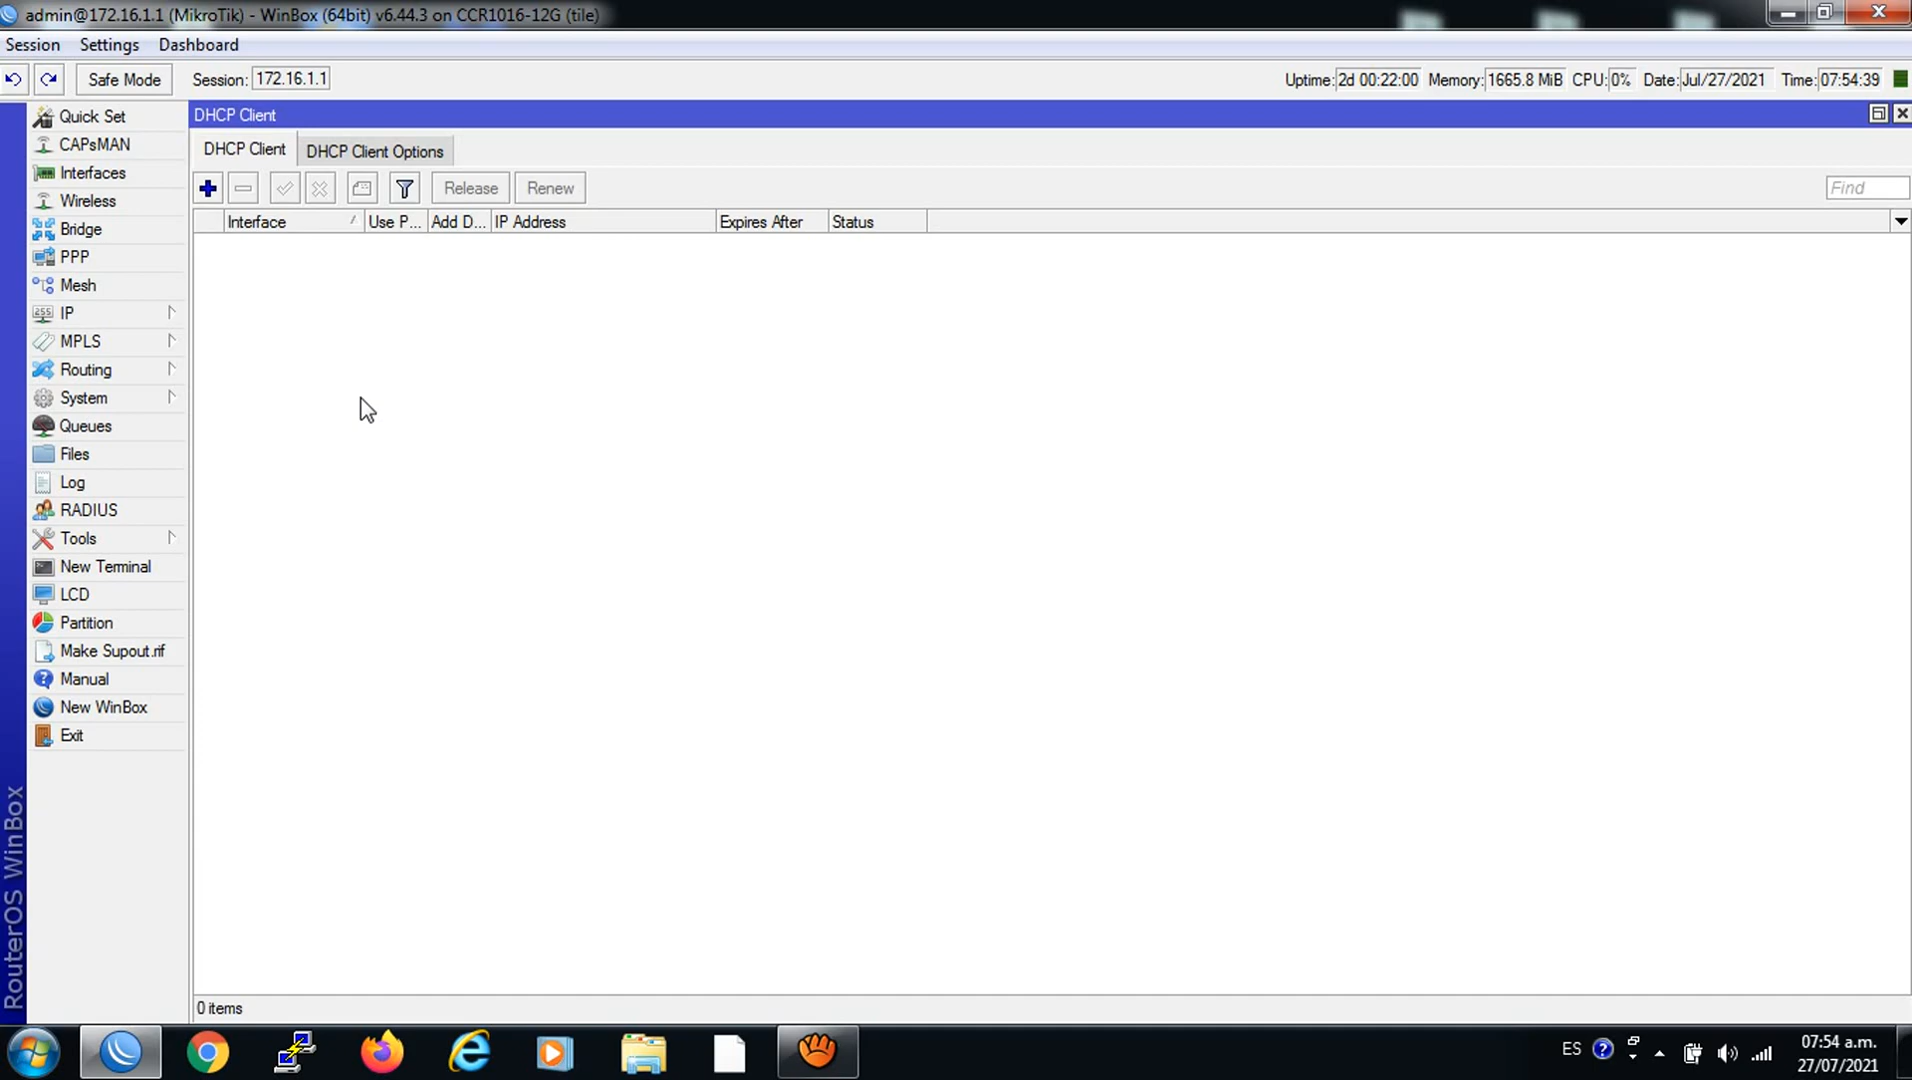 admin@172.16.1.1 (MikroTik) - WinBox (64bit) v6.44.3 on CCR1016-12G (tile)
Session Settings Dashboard
Safe Mode Session: 172.16.1.1 Uptime: 2d 00:22:00 Memory: 1665.8 MiB CPU: 0% Date: Jul/27/2021 Time: 07:54:39
Quick Set
CAPsMAN
Interfaces
Wireless
Bridge
PPP
Mesh
IP
MPLS
Routing
System
Queues
Files
Log
RADIUS
Tools
New Terminal
LCD
Partition
Make Supout.rif
Manual
New WinBox
Exit
RouterOS WinBox
DHCP Client
DHCP Client DHCP Client Options
Release Renew Find
Interface Use P... Add D... IP Address Expires After Status
0 items
ES
07:54 a.m.
27/07/2021